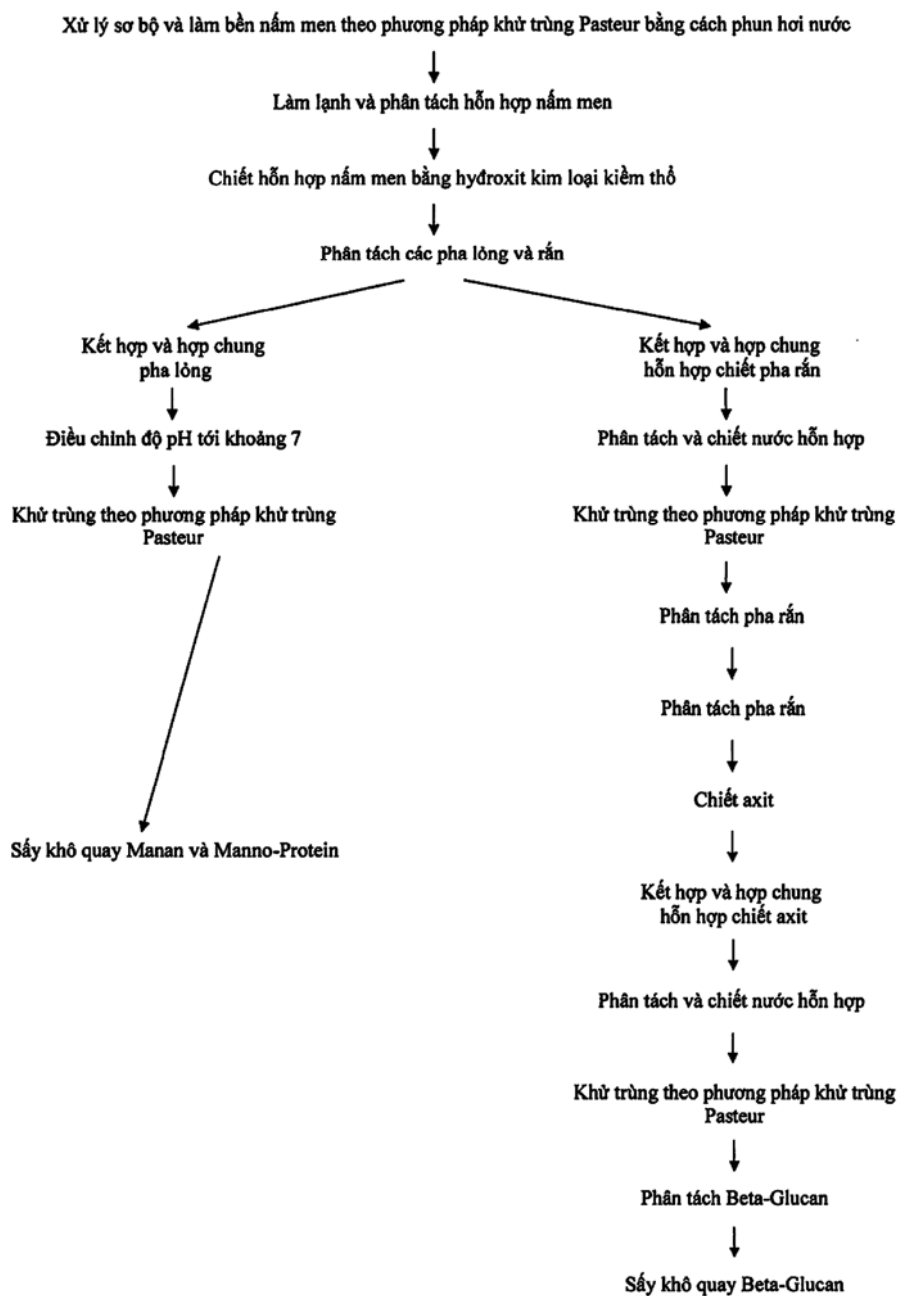 Xử lý sơ bộ và làm bền nấm men theo phương pháp khử trùng Pasteur bằng cách phun hơi nước
Làm lạnh và phân tách hỗn hợp nấm men
Chiết hỗn hợp nấm men bằng hyđroxit kim loại kiềm thổ
Phân tách các pha lỏng và rắn
Kết hợp và hợp chung
pha lỏng
Điều chỉnh độ pH tới khoảng 7
Khử trùng theo phương pháp khử trùng
Pasteur
Sấy khô quay Manan và Manno-Protein
Kết hợp và hợp chung
hỗn hợp chiết pha rắn
Phân tách và chiết nước hỗn hợp
Khử trùng theo phương pháp khử trùng
Pasteur
Phân tách pha rắn
Phân tách pha rắn
Chiết axit
Kết hợp và hợp chung
hỗn hợp chiết axit
Phân tách và chiết nước hỗn hợp
Khử trùng theo phương pháp khử trùng
Pasteur
Phân tách Beta-Glucan
Sấy khô quay Beta-Glucan